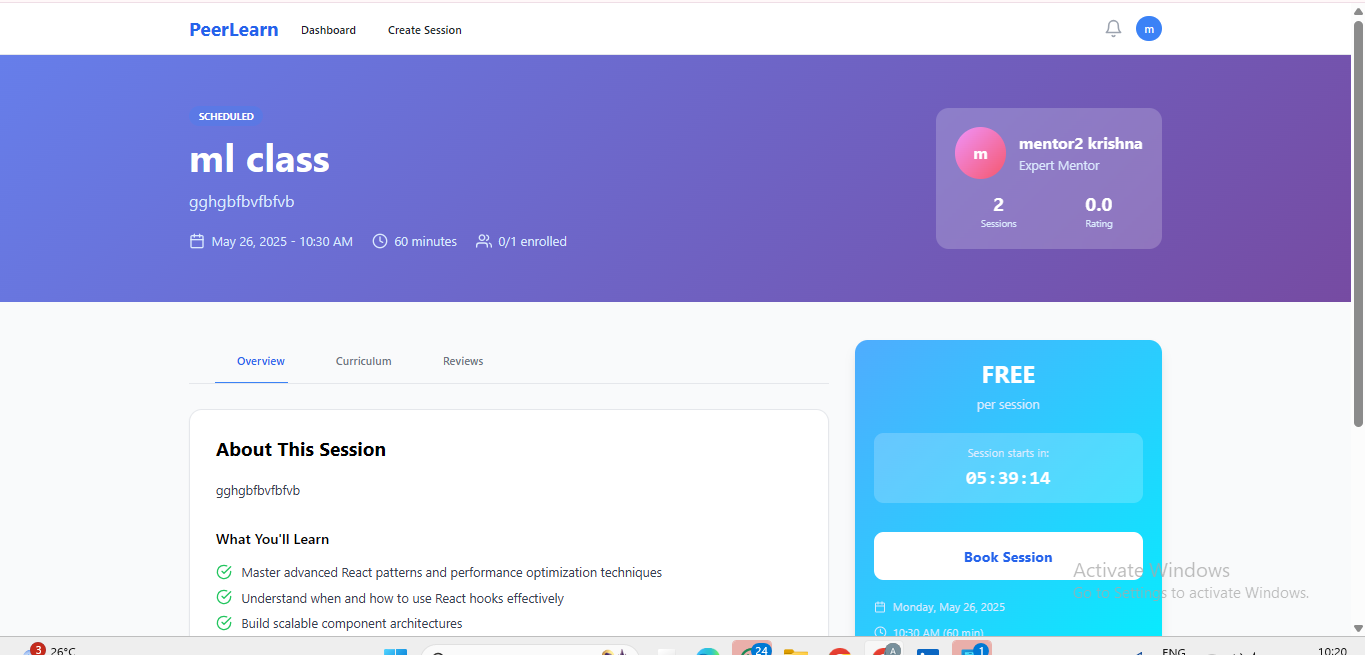 PeerLearn Dashboard Create Session m
SCHEDULED
ml class
gghgbfbvfbfvb
May 26, 2025 - 10:30 AM 60 minutes 0/1 enrolled
m
mentor2 krishna
Expert Mentor
2 0.0
Sessions Rating
Overview Curriculum Reviews
About This Session
gghgbfbvfbfvb
What You'll Learn
Master advanced React patterns and performance optimization techniques
Understand when and how to use React hooks effectively
Build scalable component architectures
FREE
per session
Session starts in:
05:39:14
Book Session
Monday, May 26, 2025
10:30 AM (60 min)
Activate Windows
Go to Settings to activate Windows.
3 26°C 24 A 1 ENG 10:20